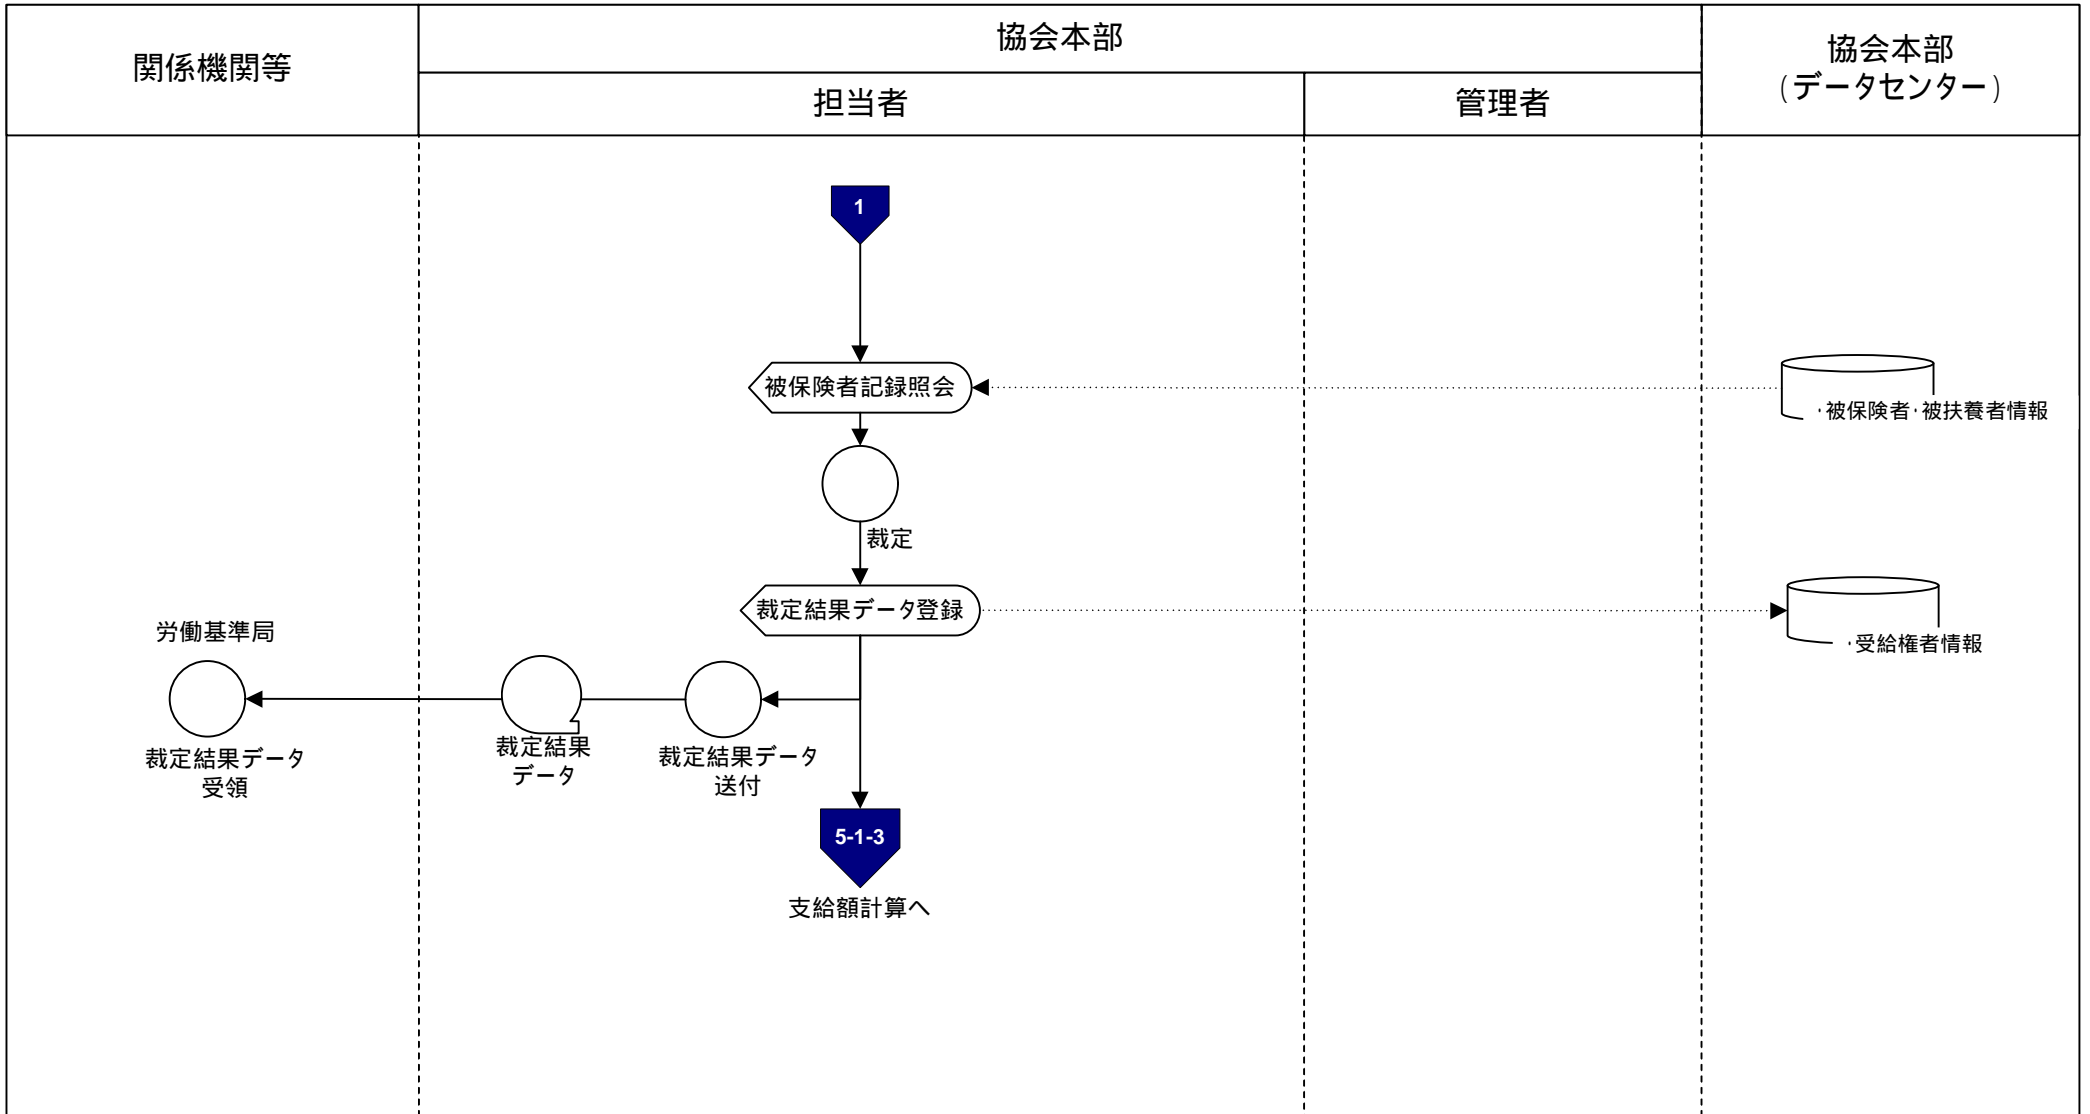 関係機関等
協会本部
担当者
管理者
協会本部
(データセンター)
1
被保険者記録照会
・被保険者・被扶養者情報
裁定
裁定結果データ登録
・受給権者情報
労働基準局
裁定結果データ
受領
裁定結果
データ
裁定結果データ
送付
5-1-3
支給額計算へ